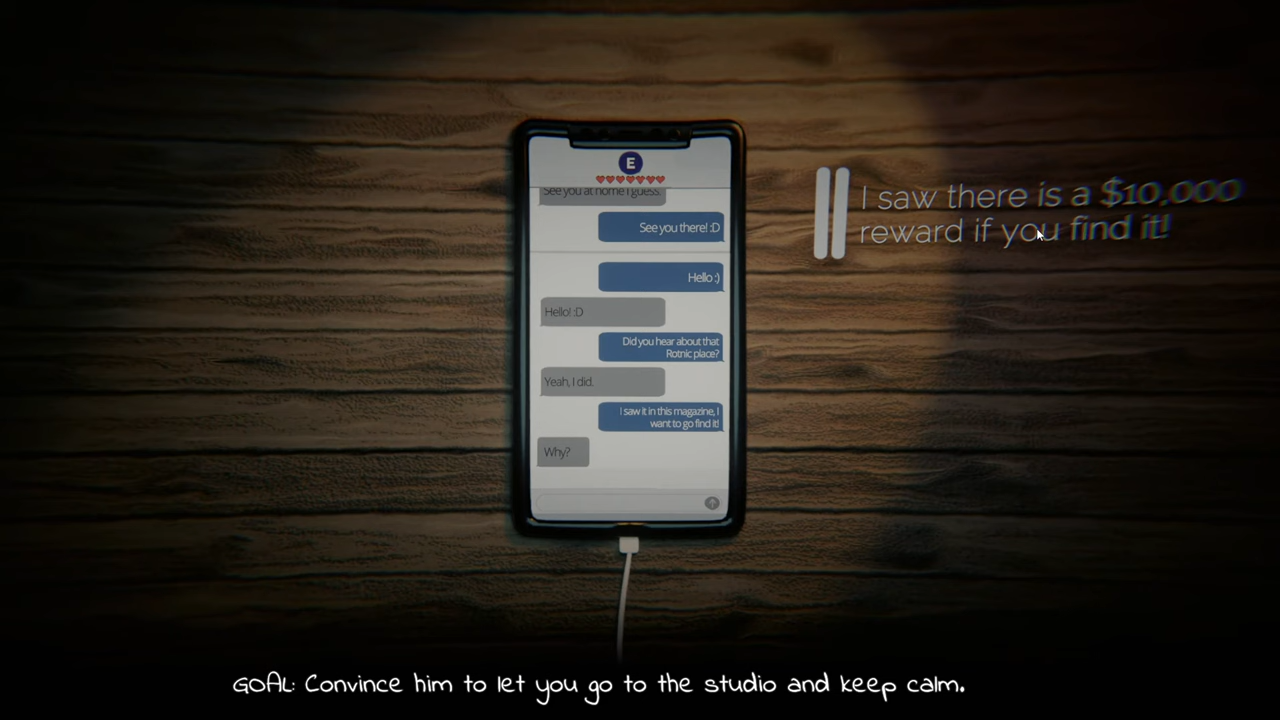 E
See you at home I guess.
See you there! :D
Hello :)
Hello! :D
Did you hear about that
Rotnic place?
Yeah, I did.
I saw it in this magazine, I
want to go find it!
Why?
I saw there is a $10,000
reward if you find it!
GOAL: Convince him to let you go to the studio and keep calm.